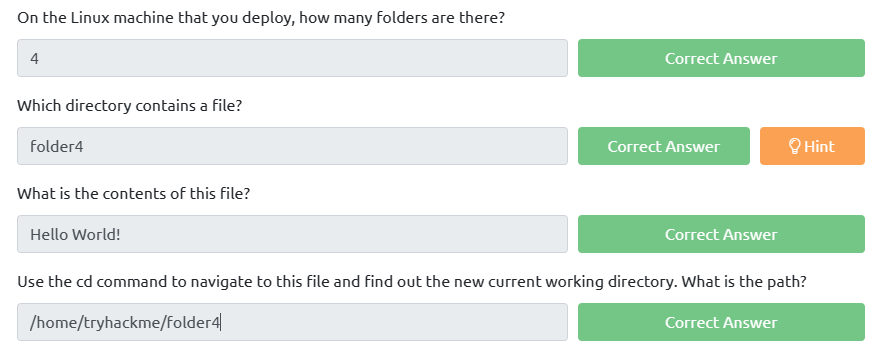 On the Linux machine that you deploy, how many folders are there?
4
Correct Answer
Which directory contains a file?
folder4
Correct Answer
Hint
What is the contents of this file?
Hello World!
Correct Answer
Use the cd command to navigate to this file and find out the new current working directory. What is the path?
/home/tryhackme/folder4
Correct Answer